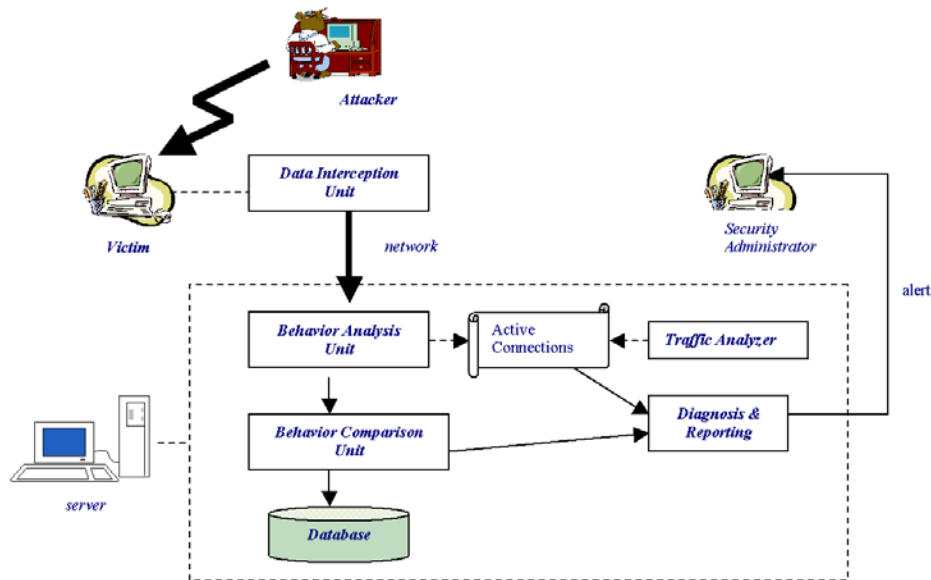 Attacker
Data Interception
Unit
Victim
network
Security
Administrator
alert
Behavior Analysis
Unit
Active
Connections
Traffic Analyzer
Behavior Comparison
Unit
Diagnosis &
Reporting
server
Database